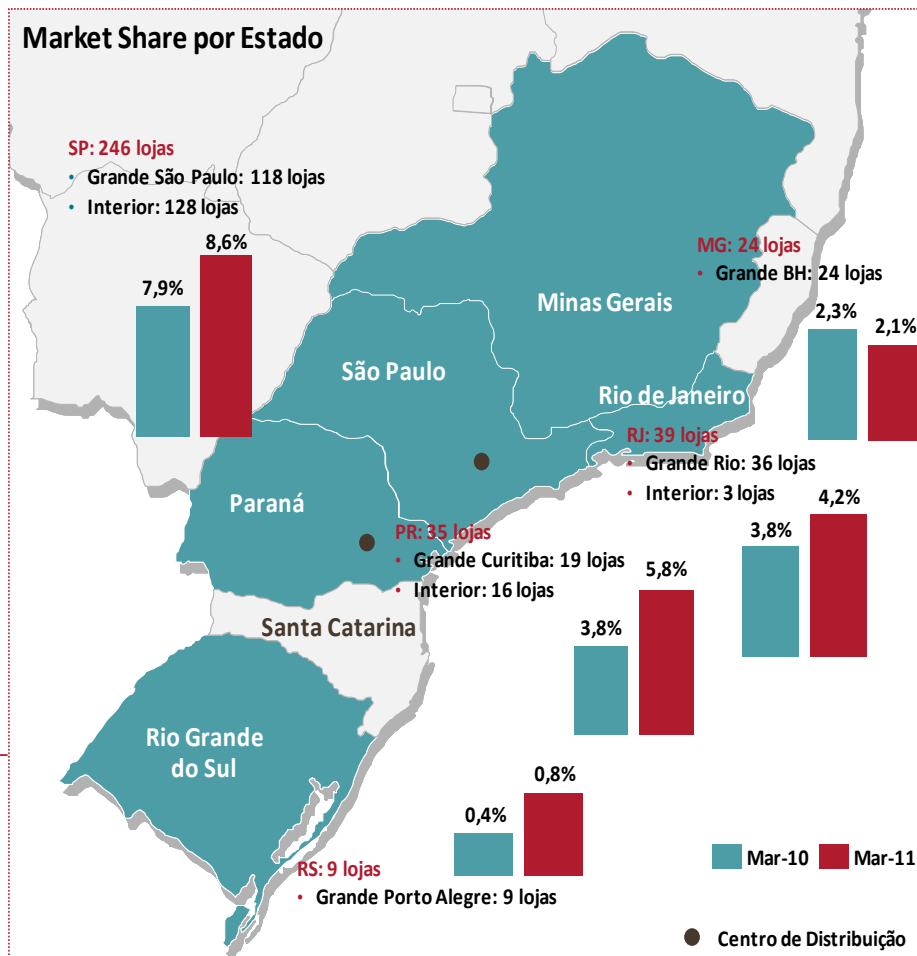 Market Share por Estado
SP: 246 lojas
• Grande São Paulo: 118 lojas
• Interior: 128 lojas
7,9%
8,6%
MG: 24 lojas
• Grande BH: 24 lojas
2,3%
2,1%
Minas Gerais
São Paulo
Rio de Janeiro
RJ: 39 lojas
• Grande Rio: 36 lojas
• Interior: 3 lojas
3,8%
4,2%
Paraná
PR: 35 lojas
• Grande Curitiba: 19 lojas
• Interior: 16 lojas
3,8%
5,8%
Santa Catarina
Rio Grande
do Sul
0,4%
0,8%
RS: 9 lojas
• Grande Porto Alegre: 9 lojas
Mar-10 Mar-11
Centro de Distribuição